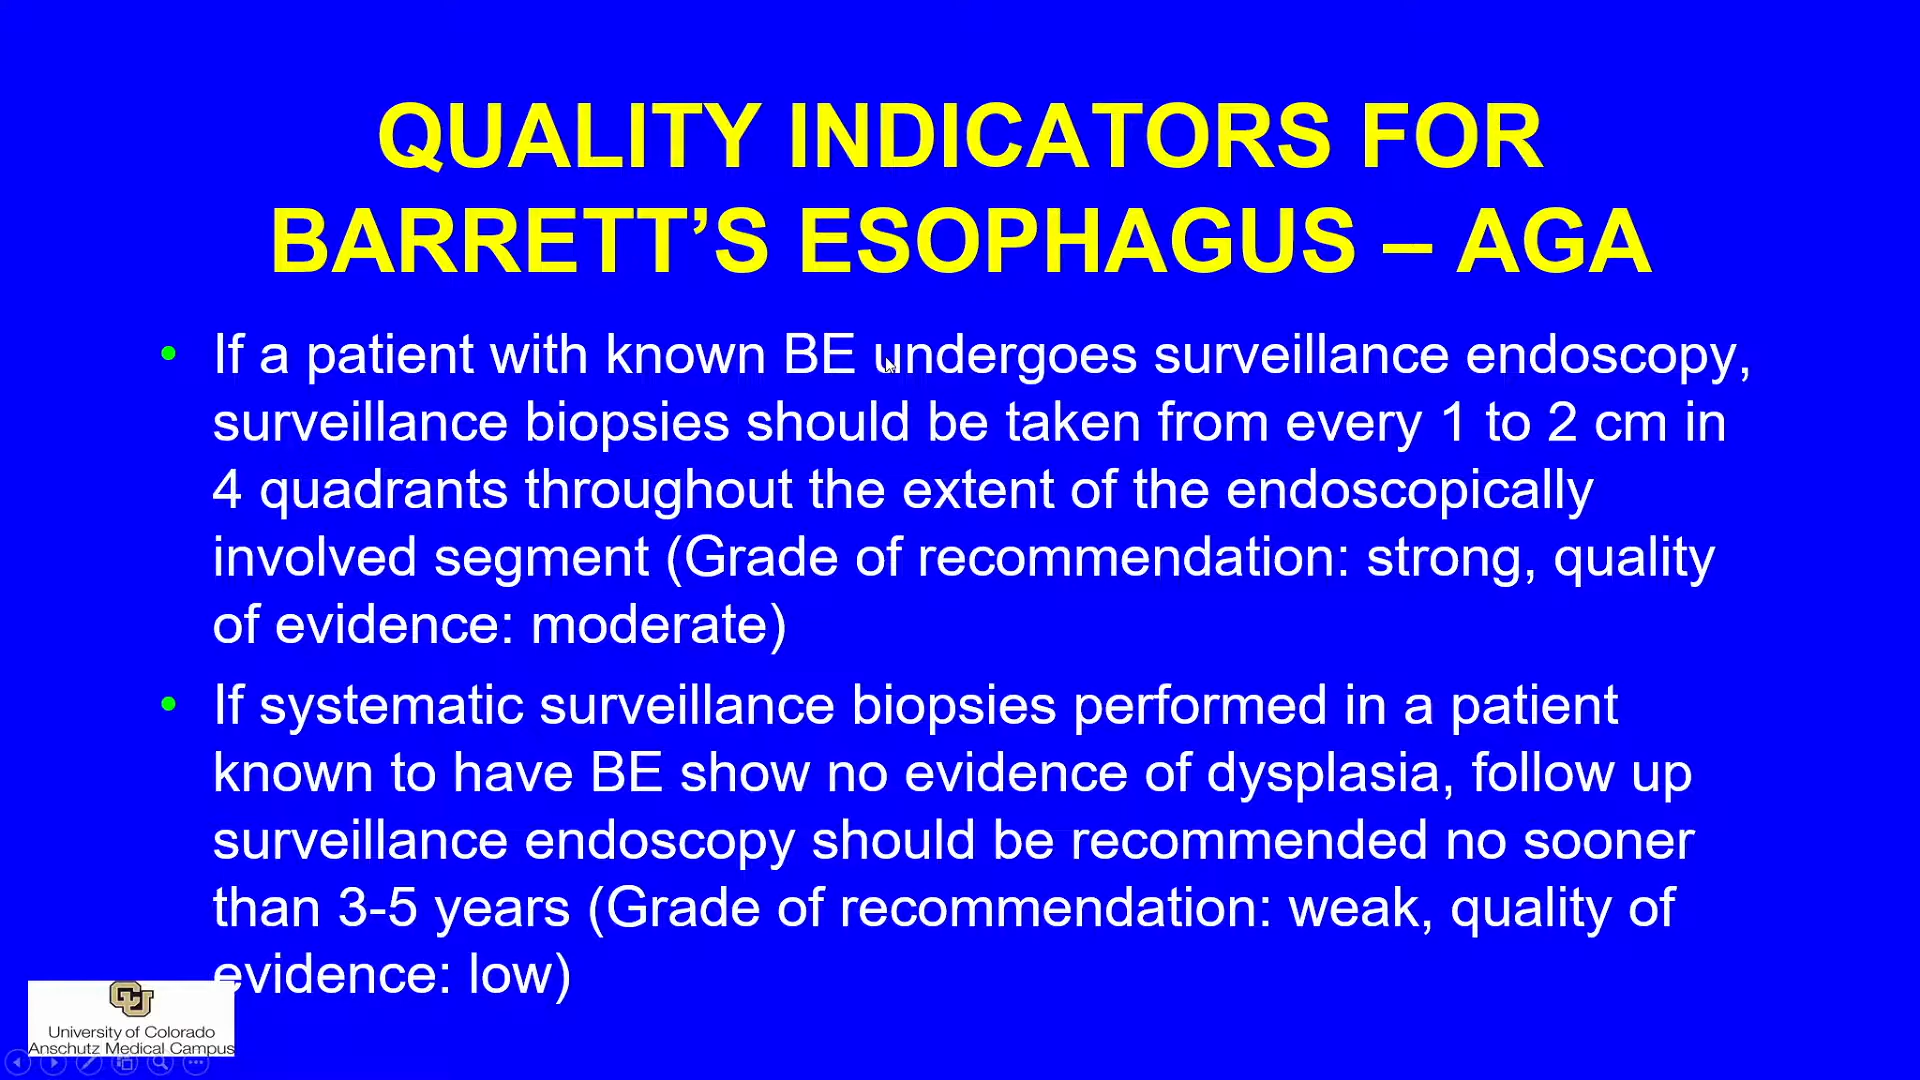 QUALITY INDICATORS FOR
BARRETT’S ESOPHAGUS – AGA
• If a patient with known BE undergoes surveillance endoscopy,
surveillance biopsies should be taken from every 1 to 2 cm in
4 quadrants throughout the extent of the endoscopically
involved segment (Grade of recommendation: strong, quality
of evidence: moderate)
• If systematic surveillance biopsies performed in a patient
known to have BE show no evidence of dysplasia, follow up
surveillance endoscopy should be recommended no sooner
than 3-5 years (Grade of recommendation: weak, quality of
evidence: low)
CU
University of Colorado
Anschutz Medical Campus